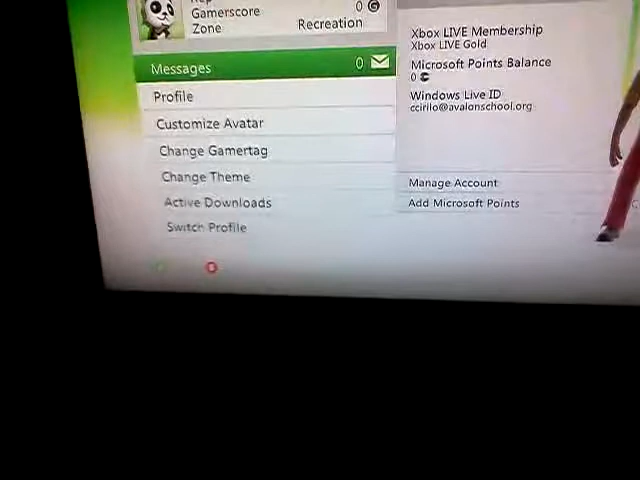 Gamerscore 0 G
Zone Recreation
Messages 0
Profile
Customize Avatar
Change Gamertag
Change Theme
Active Downloads
Switch Profile
Xbox LIVE Membership
Xbox LIVE Gold
Microsoft Points Balance
0
Windows Live ID
ccirilo@avalonschool.org
Manage Account
Add Microsoft Points